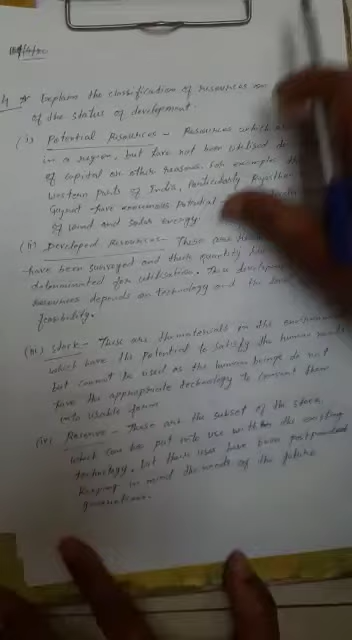 Explain the classification of resources on
of the status of development.
(i) Potential Resources - Resources which
in a region, but have not been utilised
of capital or other reasons. For example, the
Western parts of India, particularly Rajasthan
Gujrat have enormous potential
of wind and solar energy.
(ii) Developed Resources - These are
have been surveyed and their quantity
determinated for utilisation. The development
Resources depends on technology and
feasibility.
(iii) Stock - These are the materials in the environment
which have the potential to satisfy the human needs
but cannot be used as the human beings do not
have the appropriate technology to convert them
into usable form
(iv) Reserve - These are the subset of the stock,
which can be put into use with the existing
technology, but their uses have been postponed
Keeping in mind the needs of the future
generations.